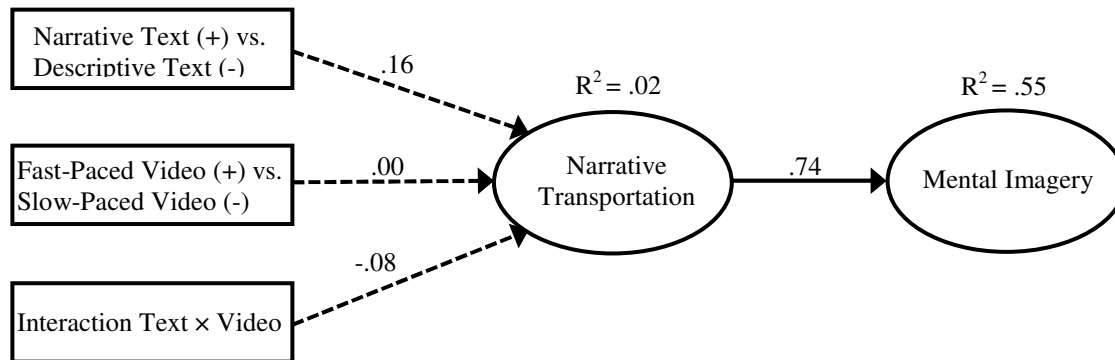 Narrative Text (+) vs.
Descriptive Text (-)
.16
R² = .02
R² = .55
Fast-Paced Video (+) vs.
Slow-Paced Video (-)
.00
Narrative
Transportation
.74
Mental Imagery
-.08
Interaction Text × Video